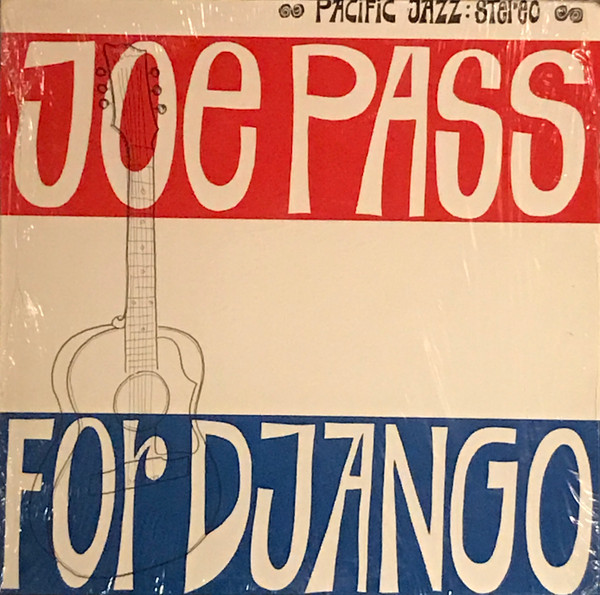 PACIFIC JAZZ: STEREO
JOE PASS
FOR DJANGO